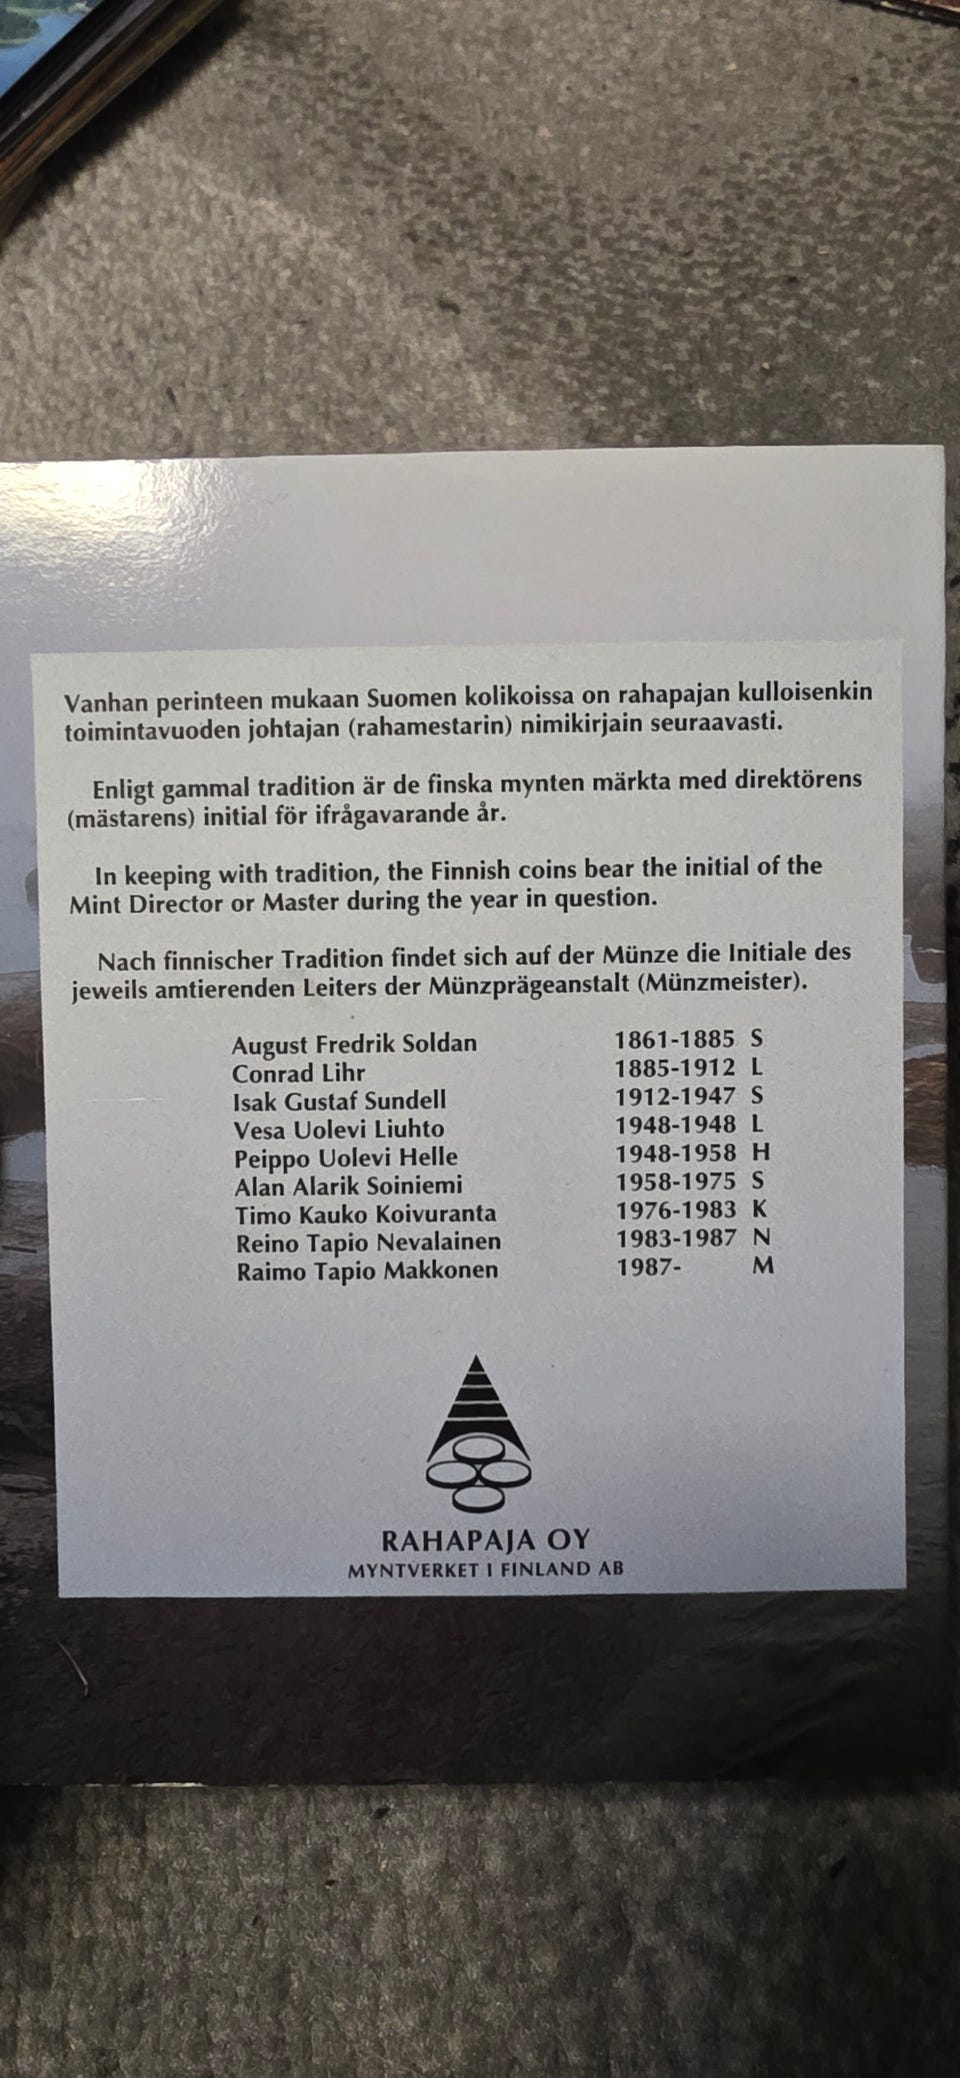 Vanhan perinteen mukaan Suomen kolikoissa on rahapajan kulloisenkin
toimintavuoden johtajan (rahamestarin) nimikirjain seuraavasti.
Enligt gammal tradition är de finska mynten märkta med direktörens
(mästarens) initial för ifrågavarande år.
In keeping with tradition, the Finnish coins bear the initial of the
Mint Director or Master during the year in question.
Nach finnischer Tradition findet sich auf der Münze die Initiale des
jeweils amtierenden Leiters der Münzprägeanstalt (Münzmeister).
August Fredrik Soldan 1861-1885 S
Conrad Lihr 1885-1912 L
Isak Gustaf Sundell 1912-1947 S
Vesa Uolevi Liuhto 1948-1948 L
Peippo Uolevi Helle 1948-1958 H
Alan Alarik Soiniemi 1958-1975 S
Timo Kauko Koivuranta 1976-1983 K
Reino Tapio Nevalainen 1983-1987 N
Raimo Tapio Makkonen 1987- M
RAHAPAJA OY
MYNTVERKET I FINLAND AB